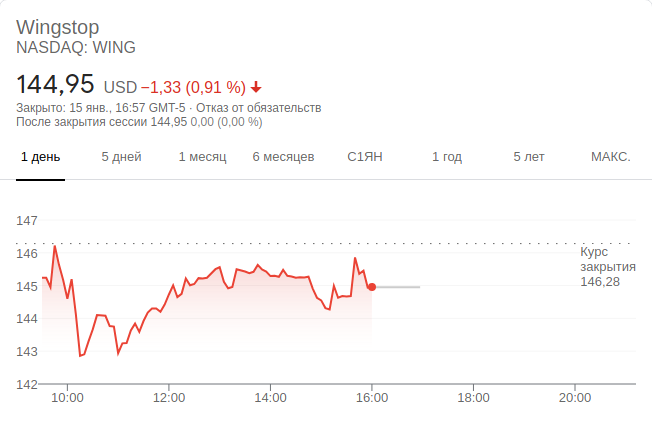 Wingstop
NASDAQ: WING
144,95 USD −1,33 (0,91 %)
Закрыто: 15 янв., 16:57 GMT-5 · Отказ от обязательств
После закрытия сессии 144,95 0,00 (0,00 %)
1 день 5 дней 1 месяц 6 месяцев С1ЯН 1 год 5 лет МАКС.
147
146
145
144
143
142
Курс
закрытия
146,28
10:00 12:00 14:00 16:00 18:00 20:00